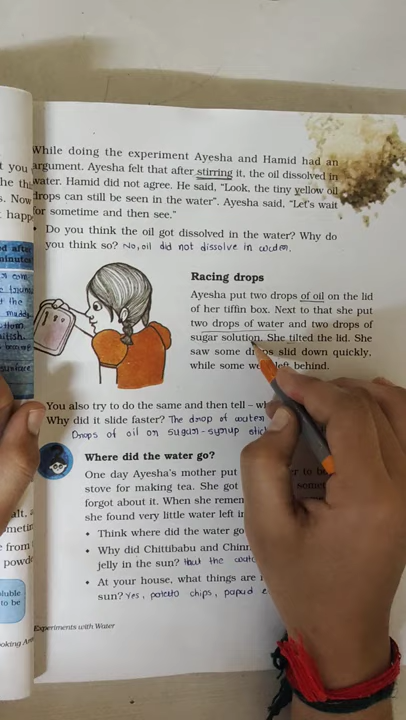 While doing the experiment Ayesha and Hamid had an
argument. Ayesha felt that after stirring it, the oil dissolved in
water. Hamid did not agree. He said, "Look, the tiny yellow oil
drops can still be seen in the water". Ayesha said, "Let's wait
for sometime and then see."
• Do you think the oil got dissolved in the water? Why do
you think so? No, oil did not dissolve in water.
Racing drops
Ayesha put two drops of oil on the lid
of her tiffin box. Next to that she put
two drops of water and two drops of
sugar solution. She tilted the lid. She
saw some drops slid down quickly,
while some were left behind.
You also try to do the same and then tell –
Why did it slide faster? The drop of water
Drops of oil or sugar-syrup
Where did the water go?
One day Ayesha's mother put
stove for making tea. She got
forgot about it. When she
she found very little water left in
• Think where did the water go
• Why did Chittibabu and
jelly in the sun? that the
• At your house, what things are
sun? Yes, potato chips, papad
Experiments with Water